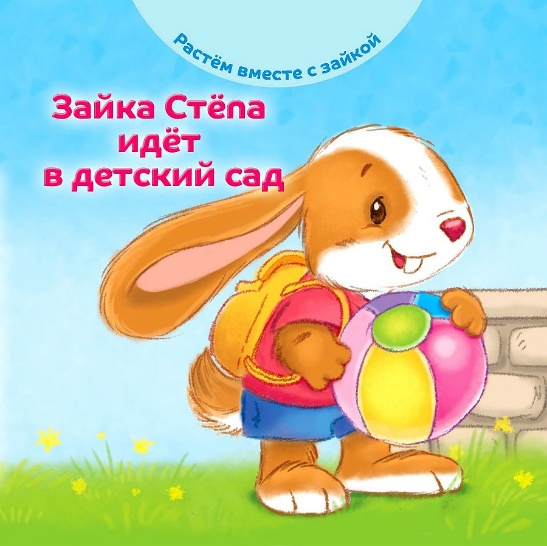 Растём вместе с зайкой
Зайка Стёпа
идёт
в детский сад